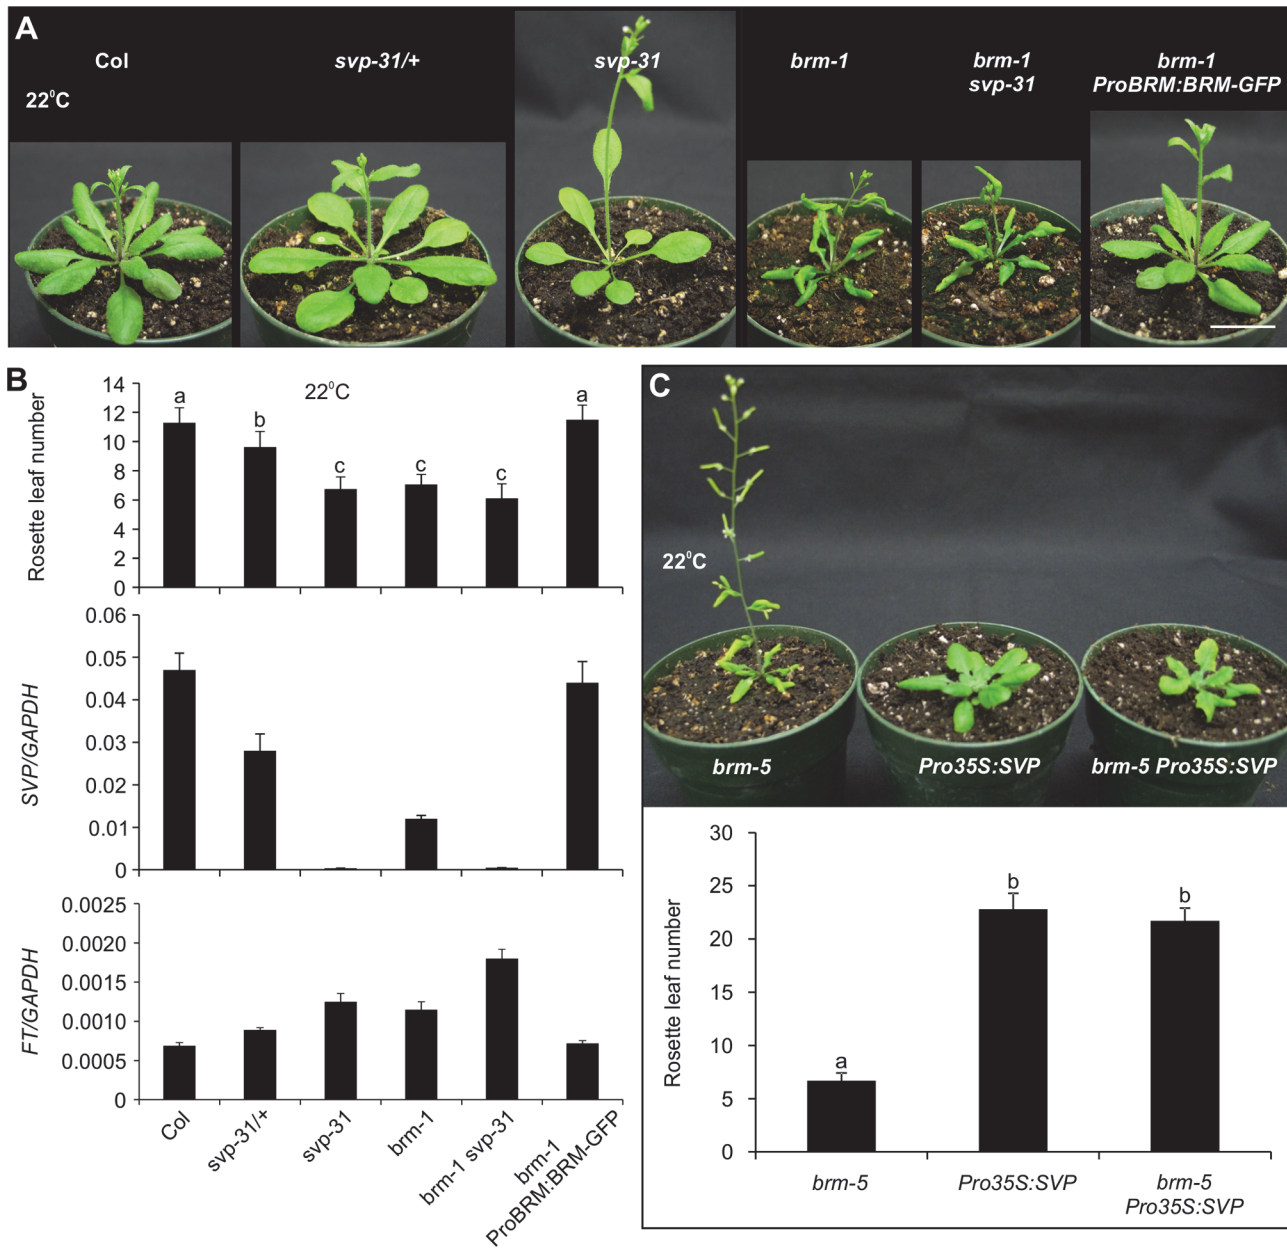 A
Col
svp-31/+
svp-31
brm-1
brm-1
svp-31
brm-1
ProBRM:BRM-GFP
22⁰C
B
22⁰C
Rosette leaf number
14
12
10
8
6
4
2
0
a
b
c
c
c
a
SVP/GAPDH
0.06
0.05
0.04
0.03
0.02
0.01
0
FT/GAPDH
0.0025
0.0020
0.0015
0.0010
0.0005
0
Col
svp-31/+
svp-31
brm-1
brm-1 svp-31
brm-1
ProBRM:BRM-GFP
C
22⁰C
brm-5
Pro35S:SVP
brm-5 Pro35S:SVP
Rosette leaf number
30
25
20
15
10
5
0
a
b
b
brm-5
Pro35S:SVP
brm-5
Pro35S:SVP